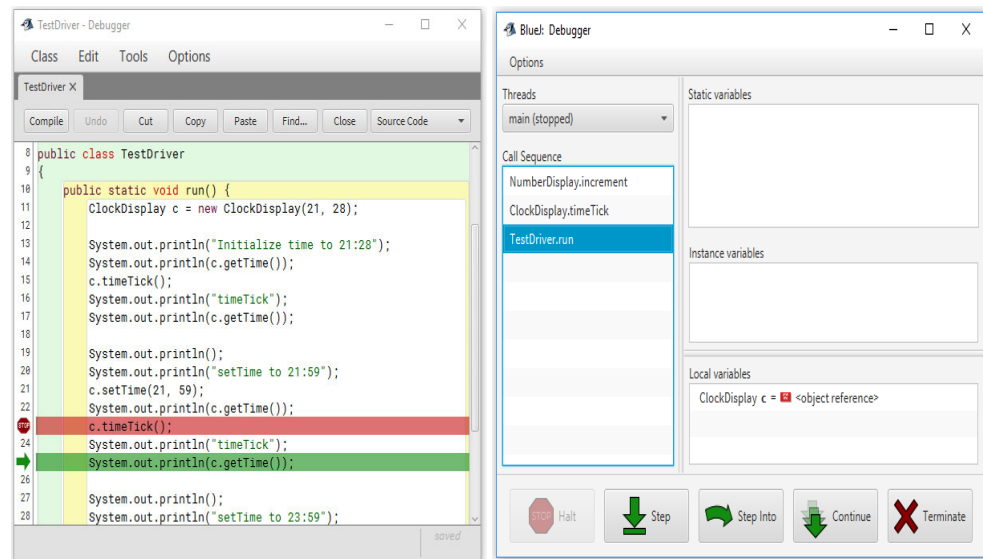 TestDriver - Debugger
Class Edit Tools Options
TestDriver X
Compile Undo Cut Copy Paste Find... Close Source Code
8 public class TestDriver
9 {
10 public static void run() {
11 ClockDisplay c = new ClockDisplay(21, 28);
12
13 System.out.println("Initialize time to 21:28");
14 System.out.println(c.getTime());
15 c.timeTick();
16 System.out.println("timeTick");
17 System.out.println(c.getTime());
18
19 System.out.println();
20 System.out.println("setTime to 21:59");
21 c.setTime(21, 59);
22 System.out.println(c.getTime());
STOP c.timeTick();
24 System.out.println("timeTick");
System.out.println(c.getTime());
26
27 System.out.println();
28 System.out.println("setTime to 23:59");
saved
BlueJ: Debugger
Options
Threads
main (stopped)
Call Sequence
NumberDisplay.increment
ClockDisplay.timeTick
TestDriver.run
Static variables
Instance variables
Local variables
ClockDisplay c = <object reference>
STOP Halt Step Step Into Continue Terminate